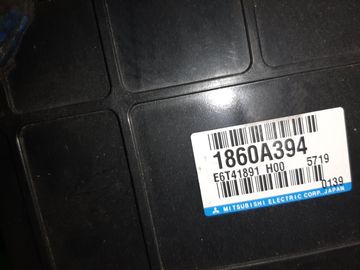 1860A394
E6T41891 H00 5719
0139
MITSUBISHI ELECTRIC CORP. JAPAN